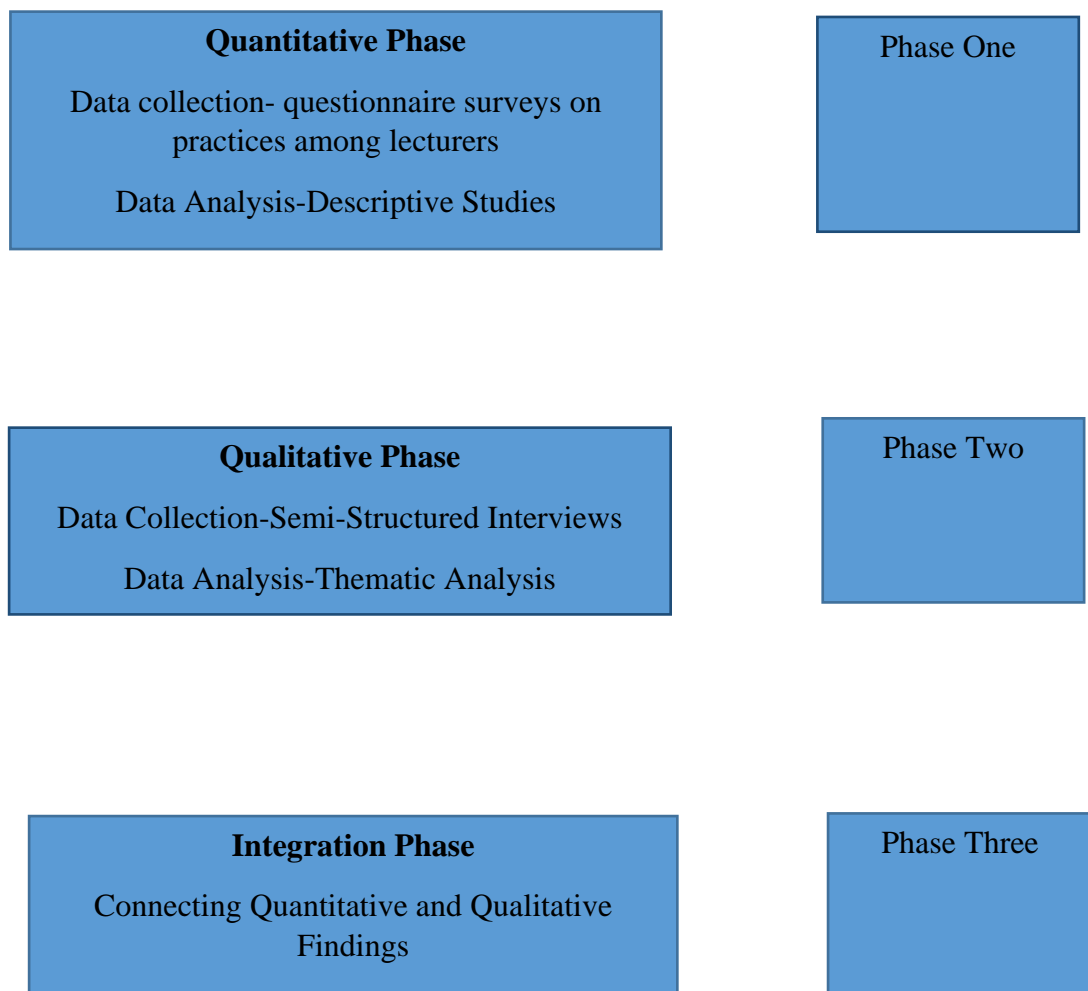 Quantitative Phase
Data collection- questionnaire surveys on
practices among lecturers
Data Analysis-Descriptive Studies
Phase One
Qualitative Phase
Data Collection-Semi-Structured Interviews
Data Analysis-Thematic Analysis
Phase Two
Integration Phase
Connecting Quantitative and Qualitative
Findings
Phase Three